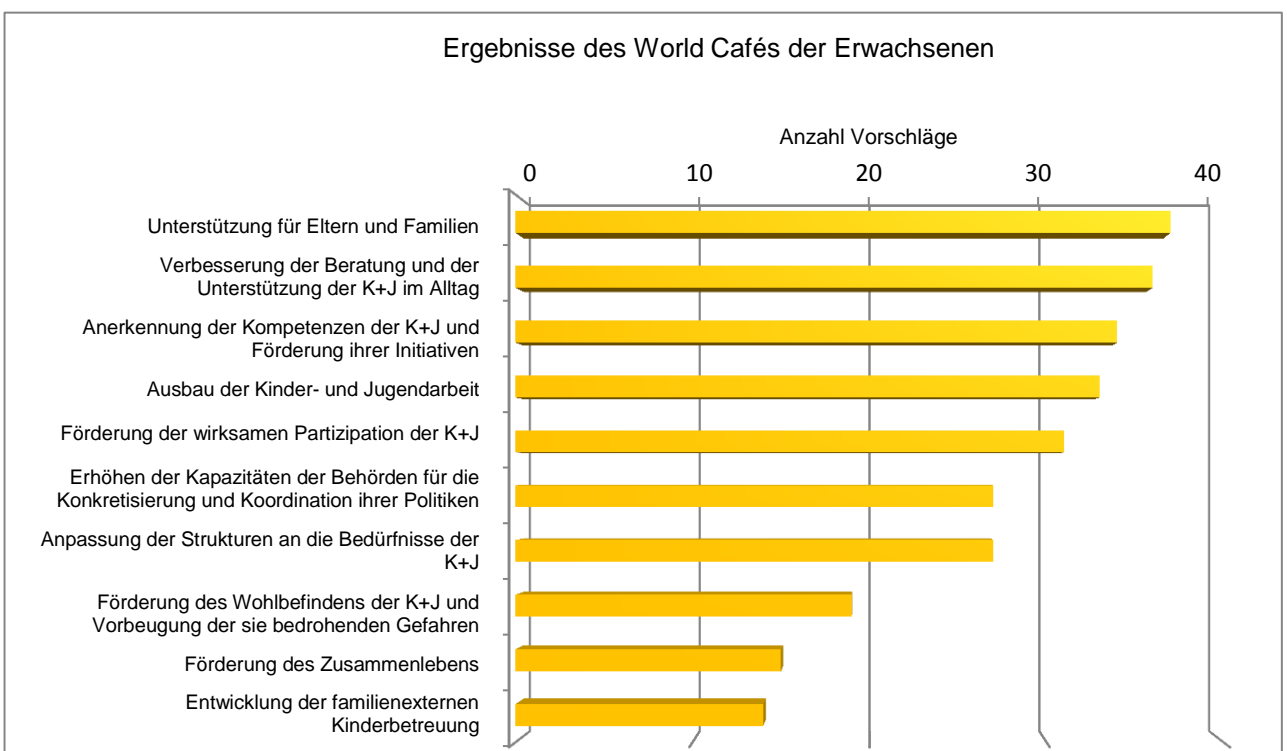 Ergebnisse des World Cafés der Erwachsenen
Anzahl Vorschläge
0 10 20 30 40
Unterstützung für Eltern und Familien
Verbesserung der Beratung und der
Unterstützung der K+J im Alltag
Anerkennung der Kompetenzen der K+J und
Förderung ihrer Initiativen
Ausbau der Kinder- und Jugendarbeit
Förderung der wirksamen Partizipation der K+J
Erhöhen der Kapazitäten der Behörden für die
Konkretisierung und Koordination ihrer Politiken
Anpassung der Strukturen an die Bedürfnisse der
K+J
Förderung des Wohlbefindens der K+J und
Vorbeugung der sie bedrohenden Gefahren
Förderung des Zusammenlebens
Entwicklung der familienexternen
Kinderbetreuung